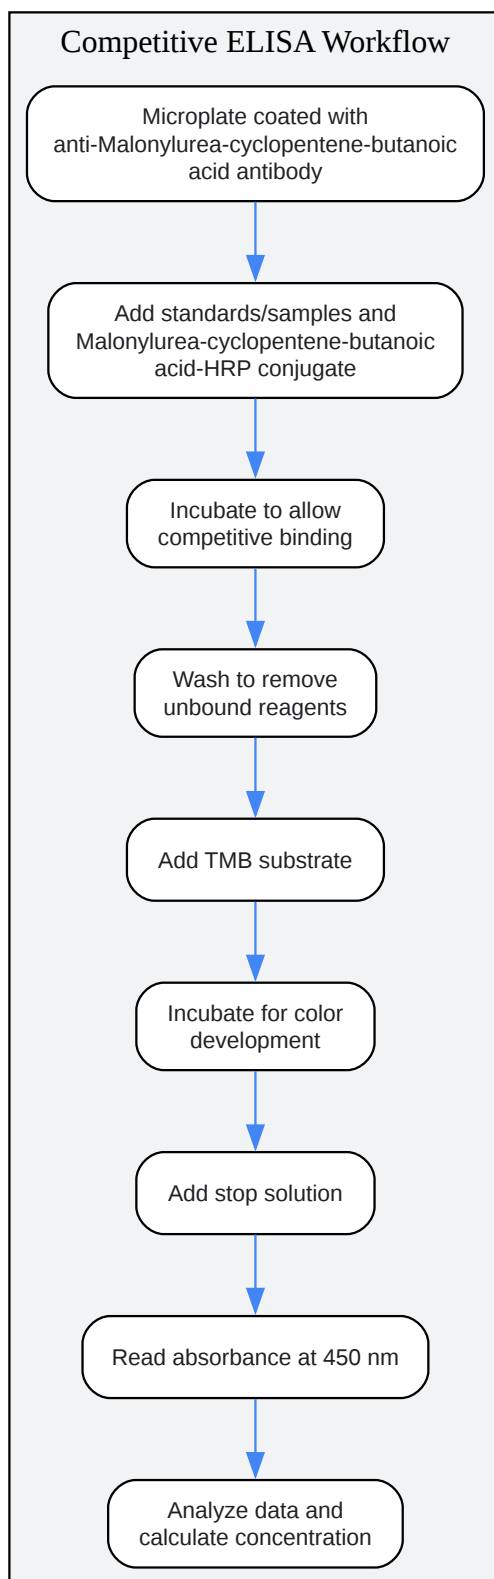 Competitive ELISA Workflow
Microplate coated with
anti-Malonylurea-cyclopentene-butanoic
acid antibody
Add standards/samples and
Malonylurea-cyclopentene-butanoic
acid-HRP conjugate
Incubate to allow
competitive binding
Wash to remove
unbound reagents
Add TMB substrate
Incubate for color
development
Add stop solution
Read absorbance at 450 nm
Analyze data and
calculate concentration